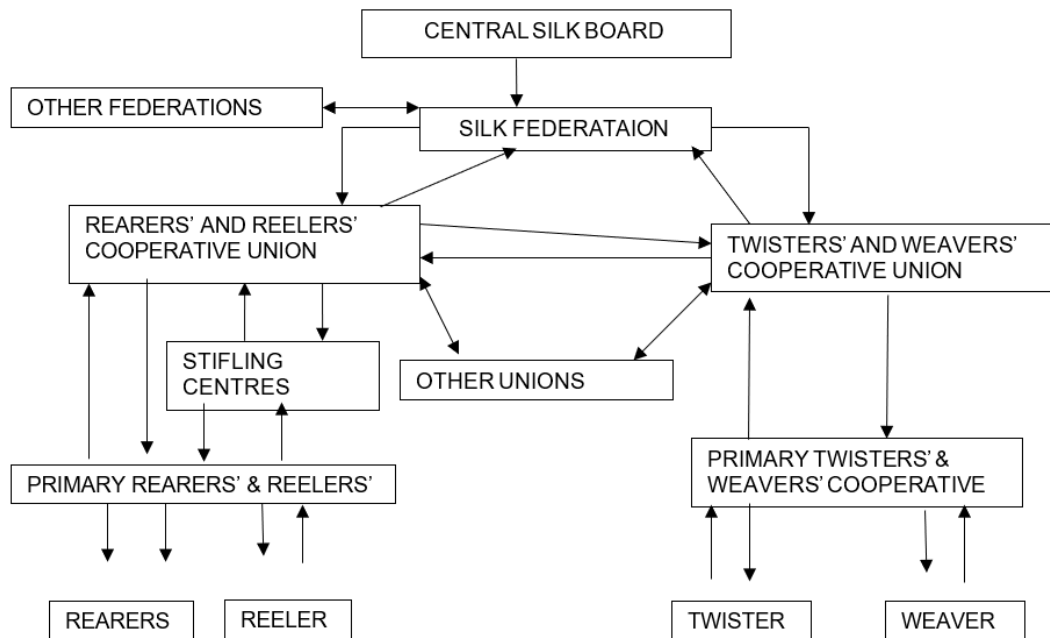 CENTRAL SILK BOARD
OTHER FEDERATIONS
SILK FEDERATAION
REARERS’ AND REELERS’
COOPERATIVE UNION
TWISTERS’ AND WEAVERS’
COOPERATIVE UNION
STIFLING
CENTRES
OTHER UNIONS
PRIMARY REARERS’ & REELERS’
PRIMARY TWISTERS’ &
WEAVERS’ COOPERATIVE
REARERS
REELER
TWISTER
WEAVER